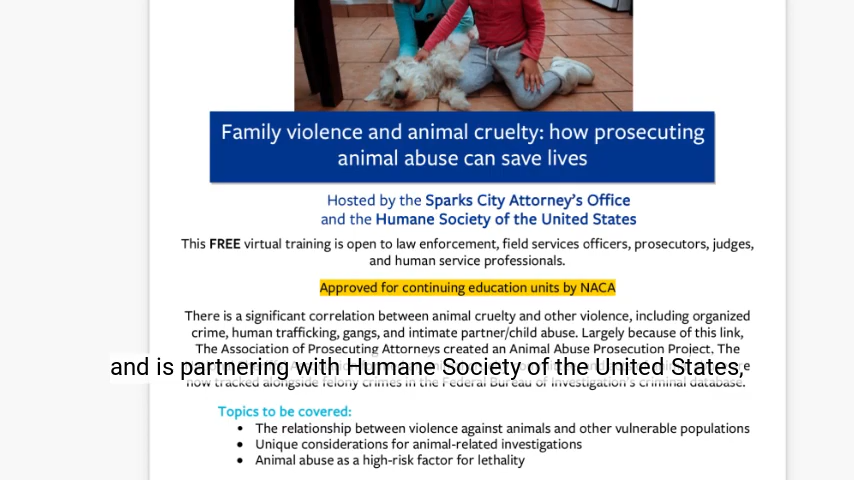 Family violence and animal cruelty: how prosecuting
animal abuse can save lives
Hosted by the Sparks City Attorney's Office
and the Humane Society of the United States
This FREE virtual training is open to law enforcement, field services officers, prosecutors, judges,
and human service professionals.
Approved for continuing education units by NACA
There is a significant correlation between animal cruelty and other violence, including organized
crime, human trafficking, gangs, and intimate partner/child abuse. Largely because of this link,
The Association of Prosecuting Attorneys created an Animal Abuse Prosecution Project. The
and is partnering with Humane Society of the United States,
now tracked alongside felony crimes in the Federal Bureau of Investigation's criminal database.
Topics to be covered:
• The relationship between violence against animals and other vulnerable populations
• Unique considerations for animal-related investigations
• Animal abuse as a high-risk factor for lethality